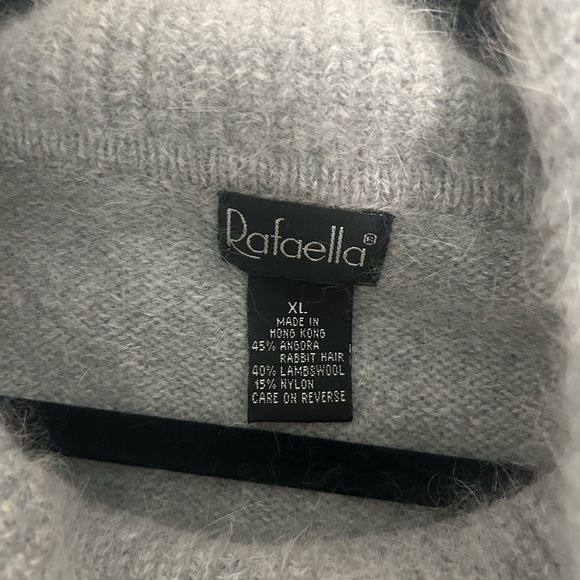 Rafaella®
XL
MADE IN
HONG KONG
45% ANGORA
RABBIT HAIR
40% LAMBSWOOL
15% NYLON
CARE ON REVERSE